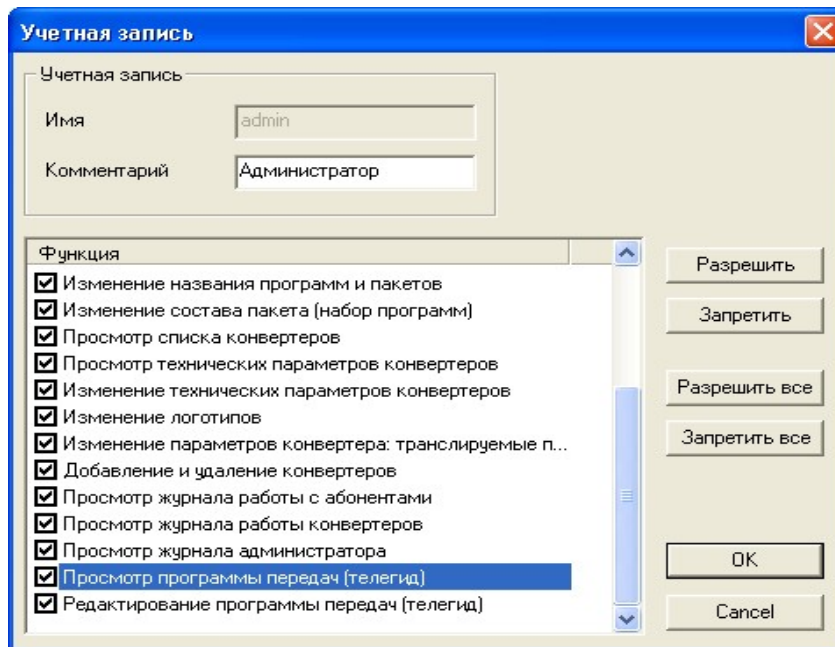 Учетная запись
Учетная запись
Имя
admin
Комментарий
Администратор
Функция
Изменение названия программ и пакетов
Изменение состава пакета (набор программ)
Просмотр списка конвертеров
Просмотр технических параметров конвертеров
Изменение технических параметров конвертеров
Изменение логотипов
Изменение параметров конвертера: транслируемые п...
Добавление и удаление конвертеров
Просмотр журнала работы с абонентами
Просмотр журнала работы конвертеров
Просмотр журнала администратора
Просмотр программы передач (телегид)
Редактирование программы передач (телегид)
Разрешить
Запретить
Разрешить все
Запретить все
OK
Cancel